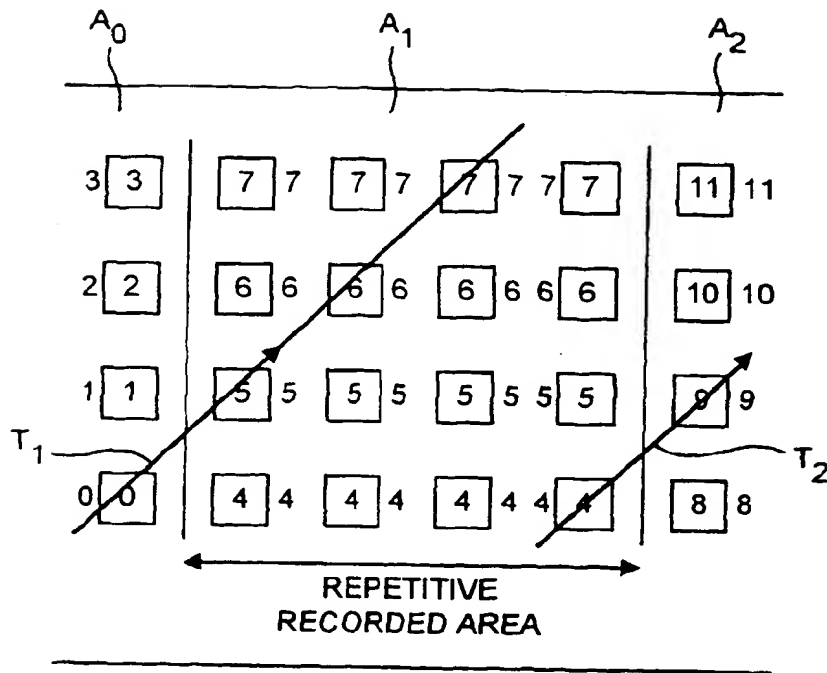 A0 A1 A2
3 3 7 7 7 7 7 7 7 7 11 11
2 2 6 6 6 6 6 6 6 6 10 10
1 1 5 5 5 5 5 5 5 5 9 9
T1 T2
0 0 4 4 4 4 4 4 4 4 8 8
REPETITIVE
RECORDED AREA